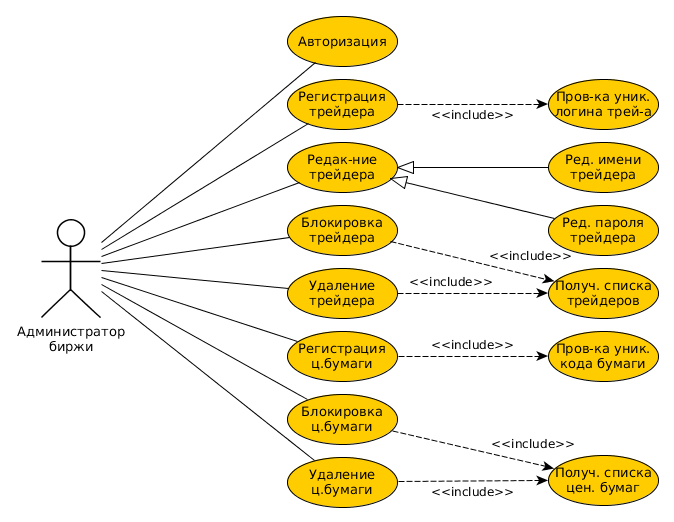 Авторизация
Регистрация
трейдера
<<include>>
Пров-ка уник.
логина трей-а
Редак-ние
трейдера
Ред. имени
трейдера
Блокировка
трейдера
Ред. пароля
трейдера
<<include>>
Удаление
трейдера
<<include>>
Получ. списка
трейдеров
Администратор
биржи
Регистрация
ц.бумаги
<<include>>
Пров-ка уник.
кода бумаги
Блокировка
ц.бумаги
<<include>>
Удаление
ц.бумаги
<<include>>
Получ. списка
цен. бумаг